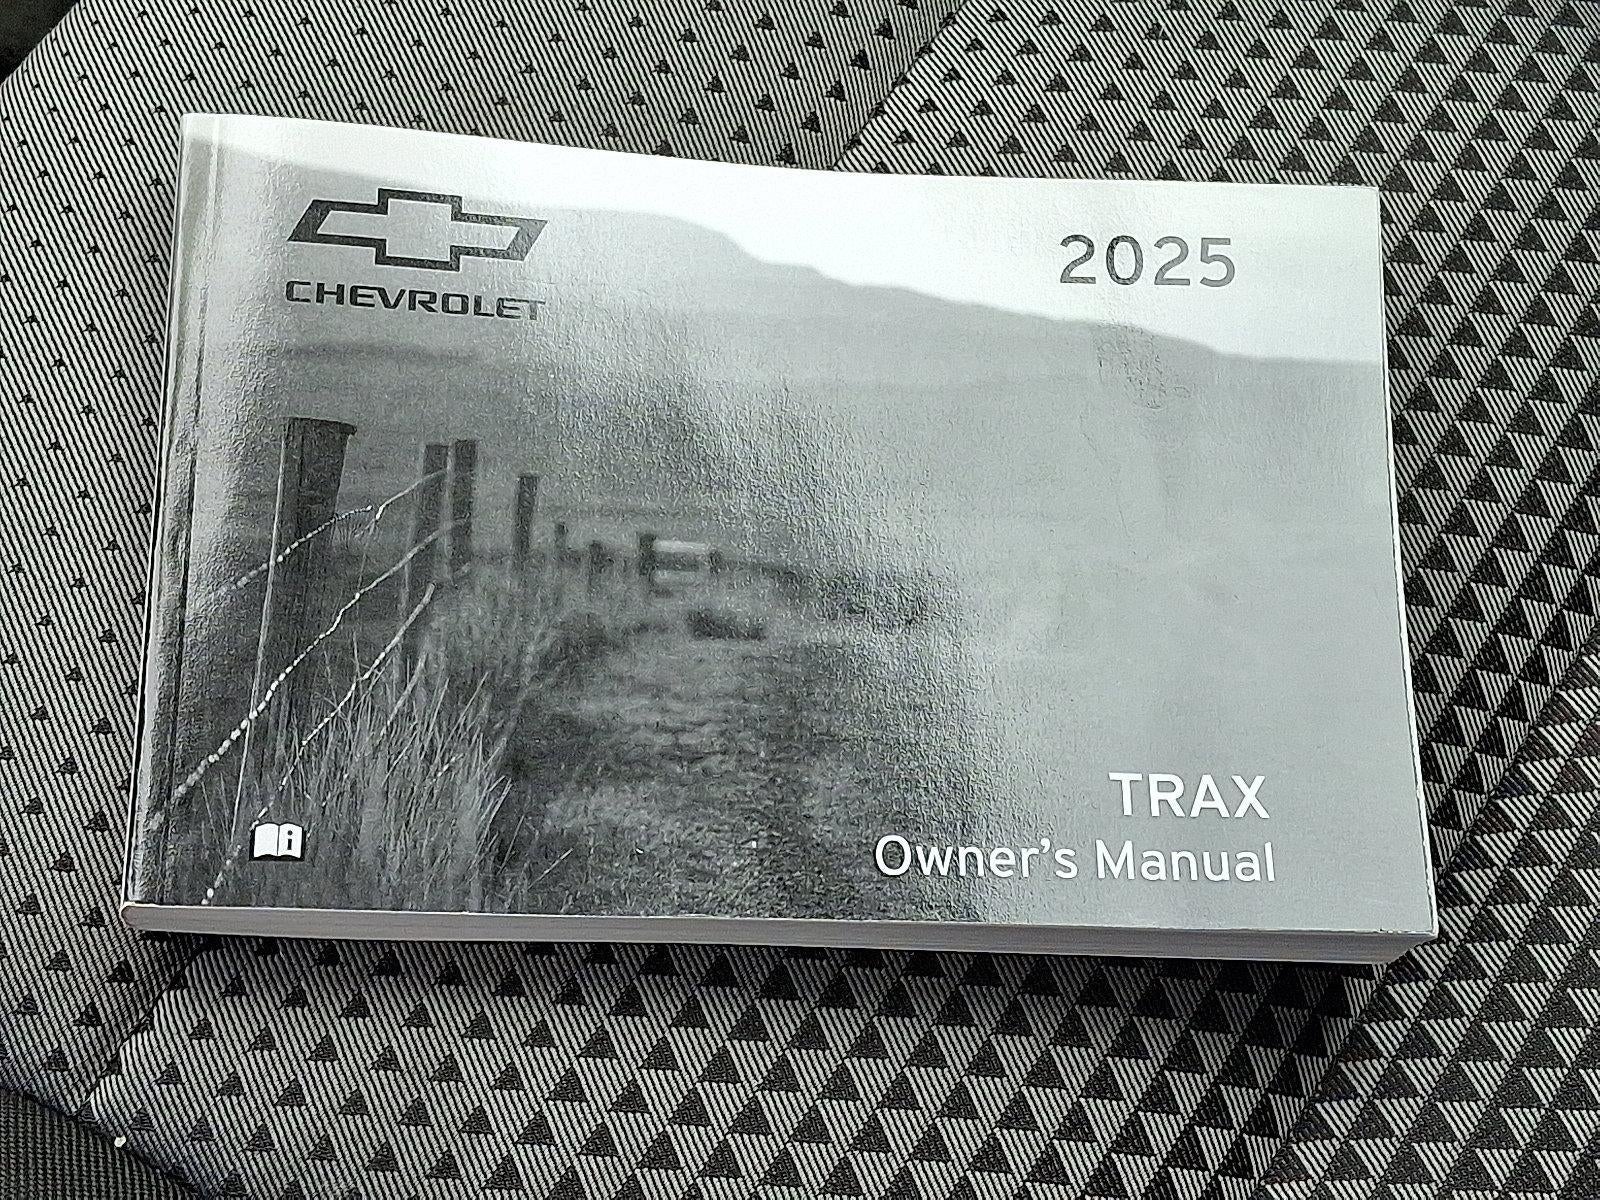 CHEVROLET
2025
TRAX
Owner's Manual
i